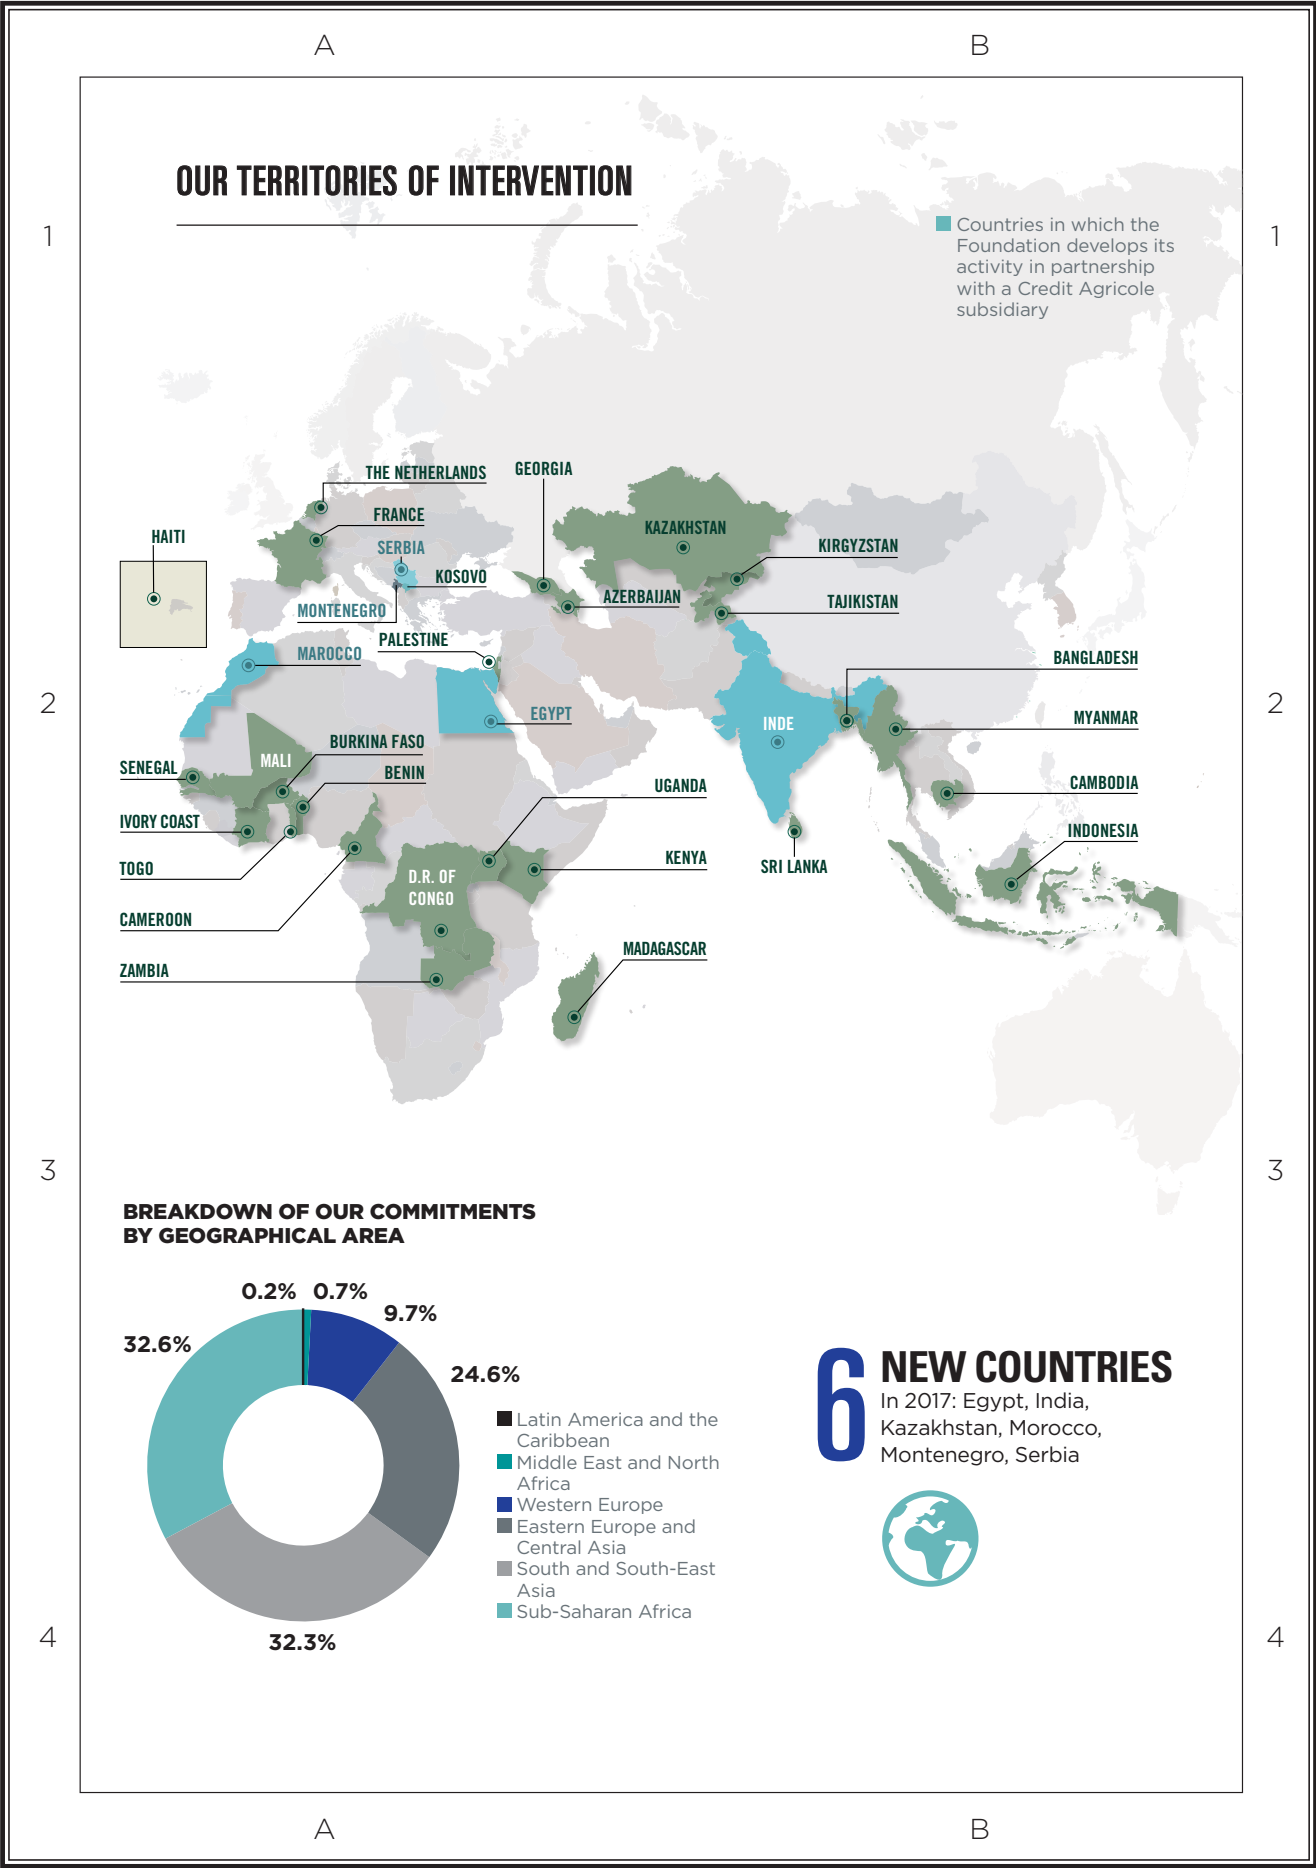 A
B
OUR TERRITORIES OF INTERVENTION
1
1
Countries in which the
Foundation develops its
activity in partnership
with a Credit Agricole
subsidiary
THE NETHERLANDS
GEORGIA
FRANCE
KAZAKHSTAN
HAITI
SERBIA
KIRGYZSTAN
KOSOVO
AZERBAIJAN
TAJIKISTAN
MONTENEGRO
PALESTINE
MAROCCO
BANGLADESH
2
2
EGYPT
INDE
MYANMAR
BURKINA FASO
MALI
SENEGAL
BENIN
UGANDA
CAMBODIA
IVORY COAST
INDONESIA
TOGO
KENYA
SRI LANKA
D.R. OF
CONGO
CAMEROON
MADAGASCAR
ZAMBIA
3
3
BREAKDOWN OF OUR COMMITMENTS
BY GEOGRAPHICAL AREA
0.2%
0.7%
9.7%
32.6%
24.6%
32.3%
Latin America and the
Caribbean
Middle East and North
Africa
Western Europe
Eastern Europe and
Central Asia
South and South-East
Asia
Sub-Saharan Africa
6 NEW COUNTRIES
In 2017: Egypt, India,
Kazakhstan, Morocco,
Montenegro, Serbia
4
4
A
B